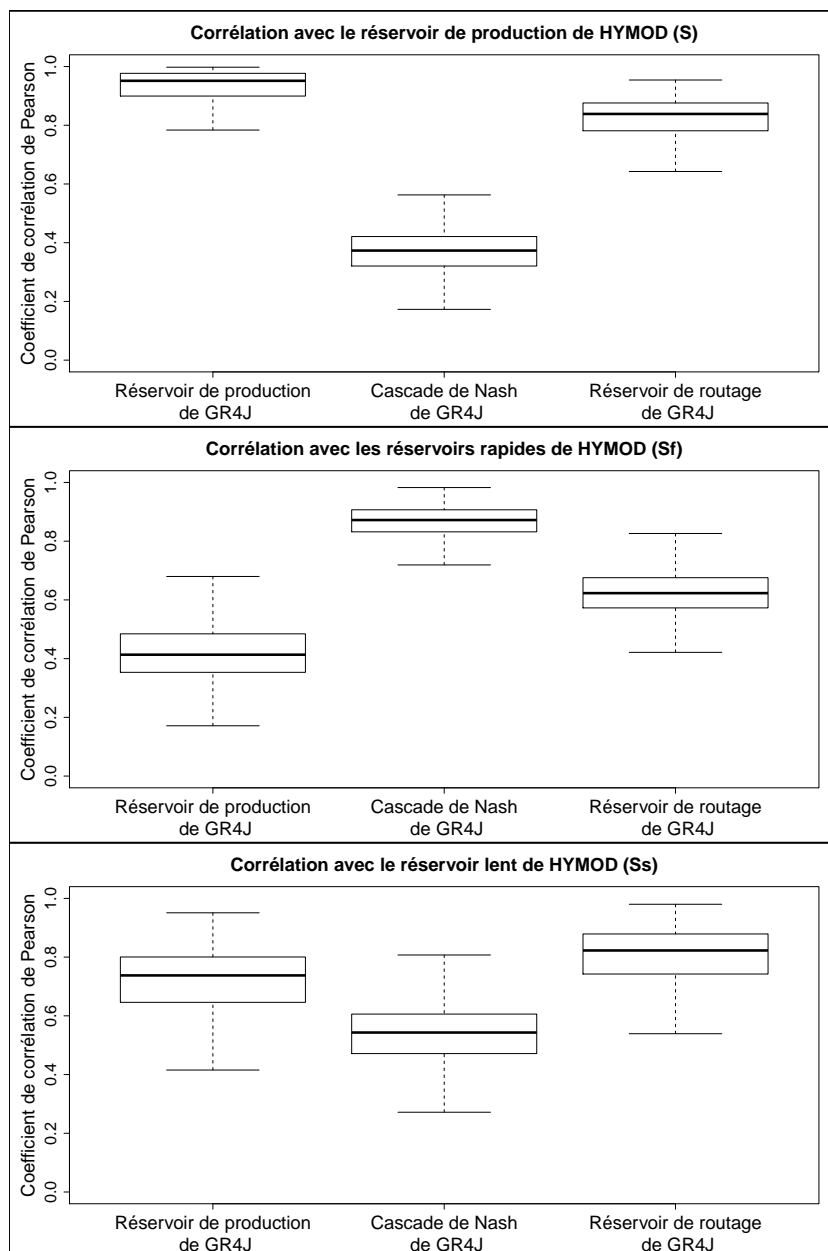 Corrélation avec le réservoir de production de HYMOD (S)
Coefficient de corrélation de Pearson
1.0
0.8
0.6
0.4
0.2
0.0
Réservoir de production
de GR4J
Cascade de Nash
de GR4J
Réservoir de routage
de GR4J
Corrélation avec les réservoirs rapides de HYMOD (Sf)
Coefficient de corrélation de Pearson
1.0
0.8
0.6
0.4
0.2
0.0
Réservoir de production
de GR4J
Cascade de Nash
de GR4J
Réservoir de routage
de GR4J
Corrélation avec le réservoir lent de HYMOD (Ss)
Coefficient de corrélation de Pearson
1.0
0.8
0.6
0.4
0.2
0.0
Réservoir de production
de GR4J
Cascade de Nash
de GR4J
Réservoir de routage
de GR4J